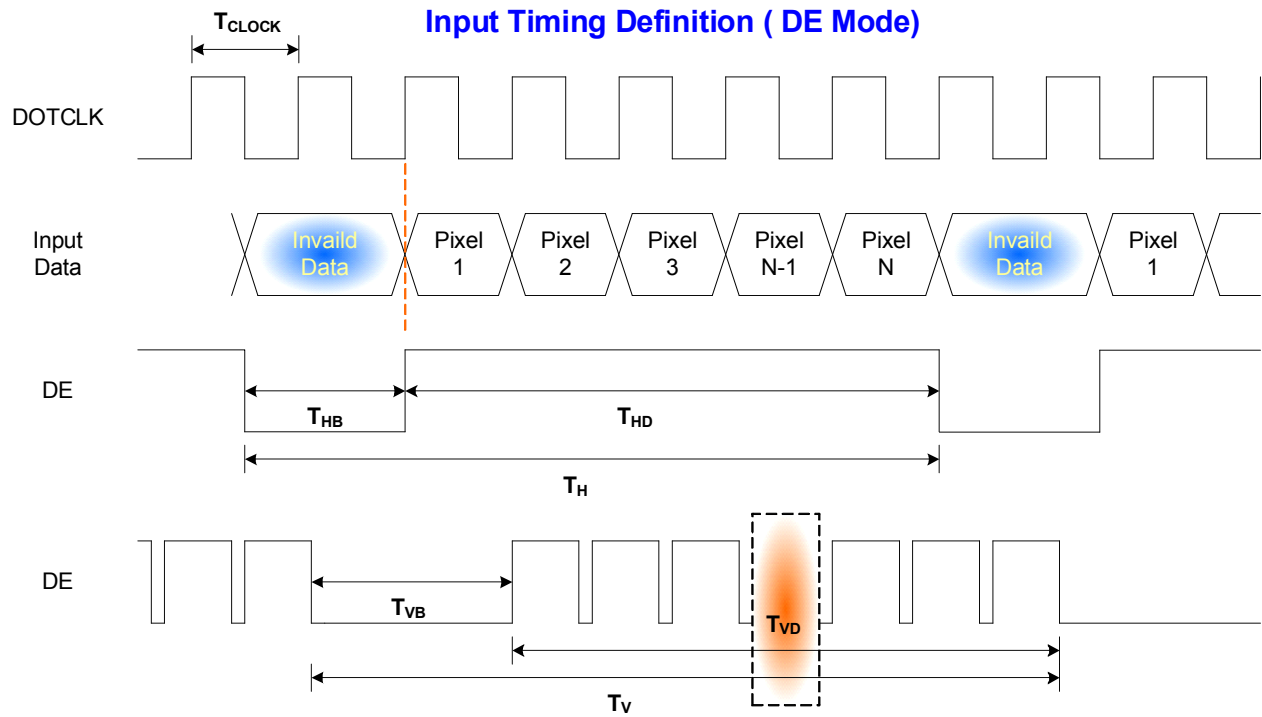 Input Timing Definition ( DE Mode)
TCLOCK
DOTCLK
Input
Data
Invaild
Data
Pixel
1
Pixel
2
Pixel
3
Pixel
N-1
Pixel
N
Invaild
Data
Pixel
1
DE
THB
THD
TH
DE
TVB
TVD
TV